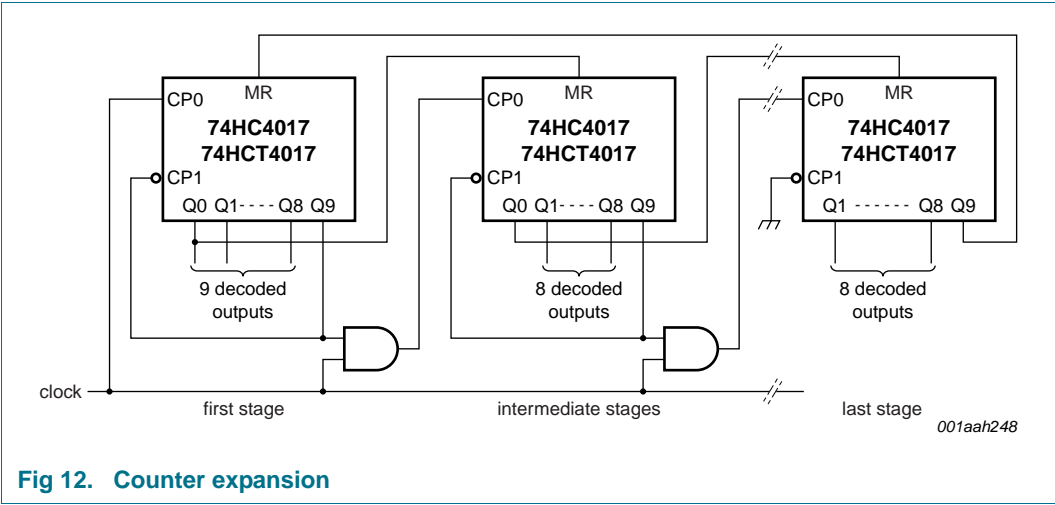 MR MR MR
CP0 CP0 CP0
74HC4017 74HC4017 74HC4017
74HCT4017 74HCT4017 74HCT4017
CP1 CP1 CP1
Q0 Q1- - - - Q8 Q9 Q0 Q1- - - - Q8 Q9 Q1 - - - - - - Q8 Q9
9 decoded 8 decoded 8 decoded
outputs outputs outputs
clock
first stage intermediate stages last stage
001aah248
Fig 12. Counter expansion